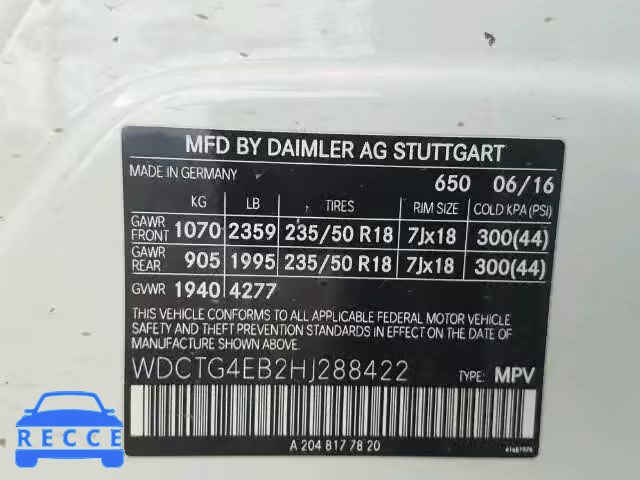 MFD BY DAIMLER AG STUTTGART
MADE IN GERMANY 650 06/16
KG LB TIRES RIM SIZE COLD KPA (PSI)
GAWR FRONT 1070 2359 235/50 R18 7Jx18 300(44)
GAWR REAR 905 1995 235/50 R18 7Jx18 300(44)
GVWR 1940 4277
THIS VEHICLE CONFORMS TO ALL APPLICABLE FEDERAL MOTOR VEHICLE
SAFETY STANDARDS IN EFFECT ON THE DATE
OF MANUFACTURE SHOWN ABOVE.
WDCTG4EB2HJ288422 TYPE: MPV
A 204 817 78 20
RECCE